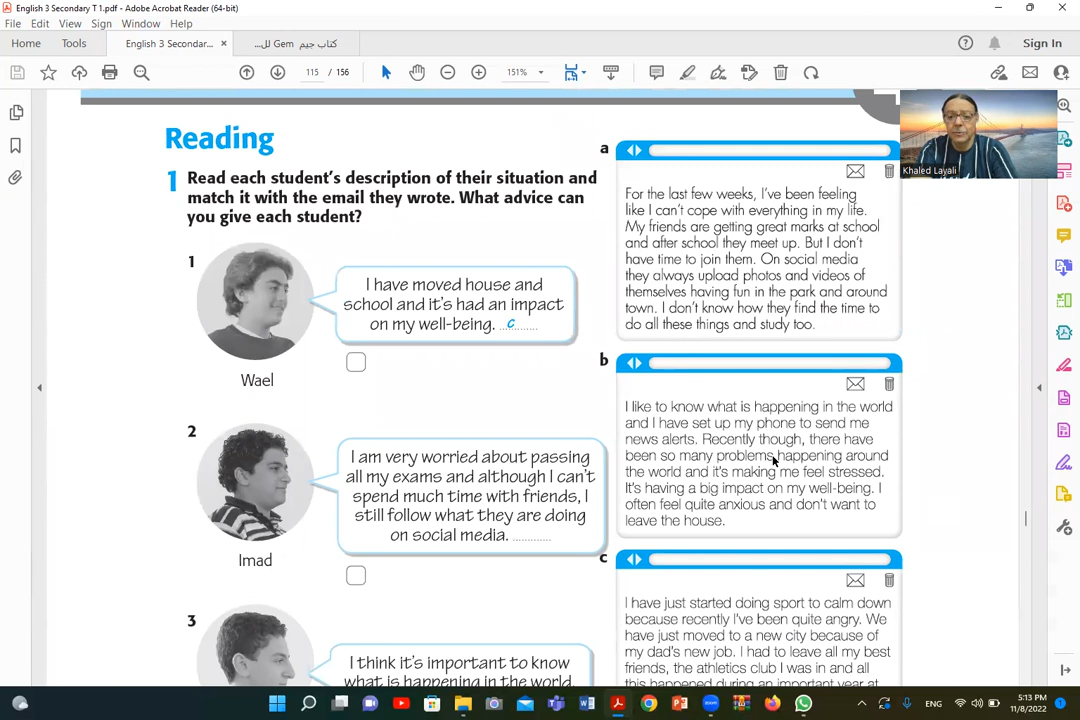 English 3 Secondary T 1.pdf - Adobe Acrobat Reader (64-bit)
File Edit View Sign Window Help
Home Tools English 3 Secondar... × كتاب جيم Gem لل...
Sign In
115 / 156 151%
Khaled Layali
Reading
1 Read each student's description of their situation and
match it with the email they wrote. What advice can
you give each student?
1
I have moved house and
school and it's had an impact
on my well-being. ...c..........
Wael
2
I am very worried about passing
all my exams and although I can't
spend much time with friends, I
still follow what they are doing
on social media. .............
Imad
3
I think it's important to know
what is happening in the world
a
For the last few weeks, I've been feeling
like I can't cope with everything in my life.
My friends are getting great marks at school
and after school they meet up. But I don't
have time to join them. On social media
they always upload photos and videos of
themselves having fun in the park and around
town. I don't know how they find the time to
do all these things and study too.
b
I like to know what is happening in the world
and I have set up my phone to send me
news alerts. Recently though, there have
been so many problems happening around
the world and it's making me feel stressed.
It's having a big impact on my well-being. I
often feel quite anxious and don't want to
leave the house.
c
I have just started doing sport to calm down
because recently I've been quite angry. We
have just moved to a new city because of
my dad's new job. I had to leave all my best
friends, the athletics club I was in and all
this happened during an important year at
ENG
5:13 PM
11/8/2022